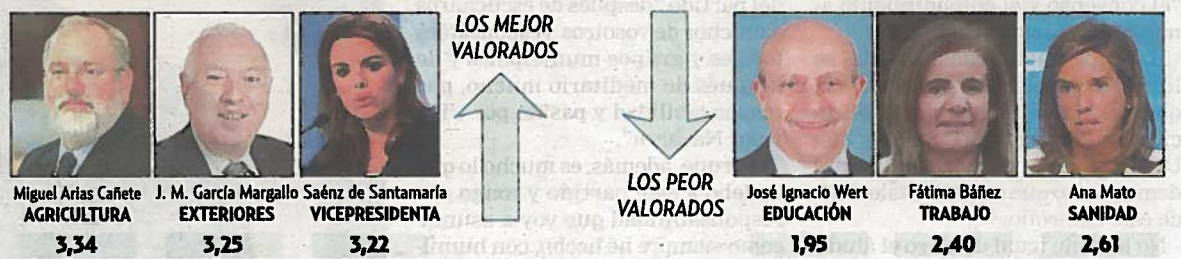 LOS MEJOR
VALORADOS
Miguel Arias Cañete
AGRICULTURA
3,34
J. M. García Margallo
EXTERIORES
3,25
Saénz de Santamaría
VICEPRESIDENTA
3,22
LOS PEOR
VALORADOS
José Ignacio Wert
EDUCACIÓN
1,95
Fátima Báñez
TRABAJO
2,40
Ana Mato
SANIDAD
2,61